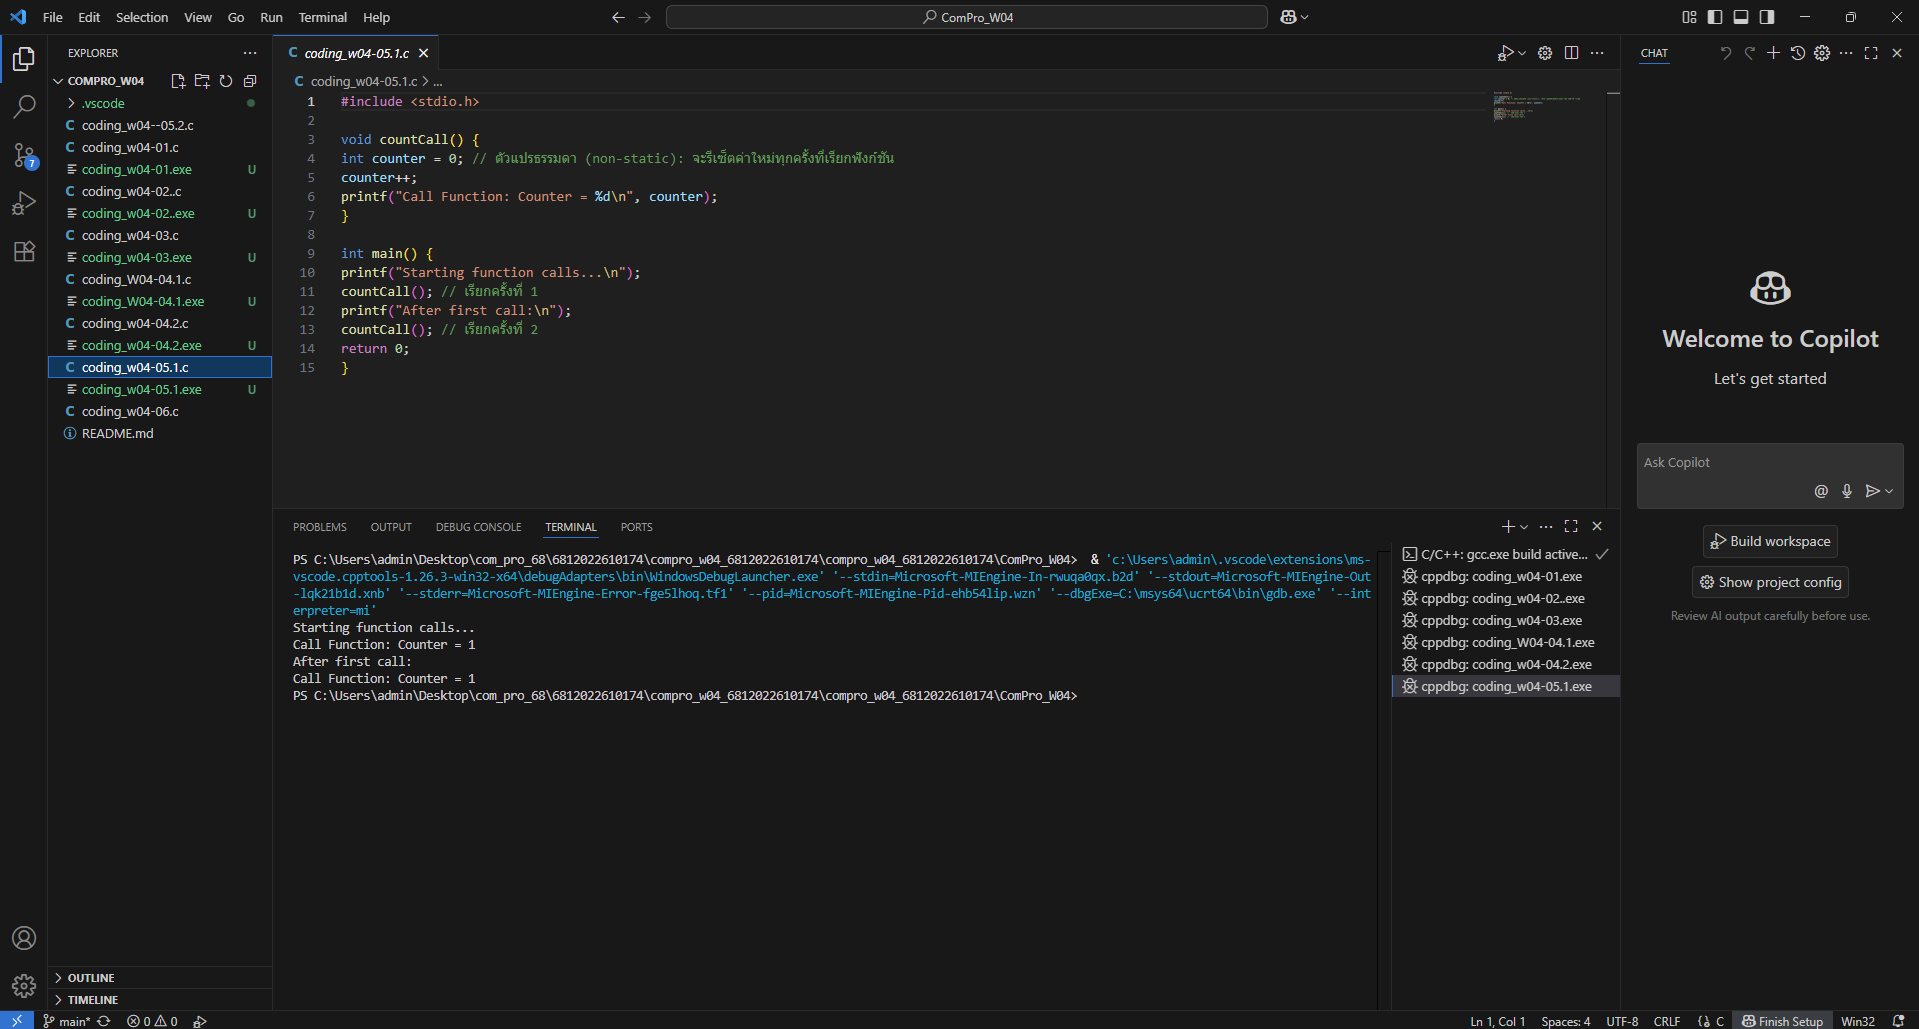 File Edit Selection View Go Run Terminal Help
ComPro_W04
EXPLORER
COMPRO_W04
.vscode
coding_w04--05.2.c
coding_w04-01.c
coding_w04-01.exe U
coding_w04-02..c
coding_w04-02..exe U
coding_w04-03.c
coding_w04-03.exe U
coding_W04-04.1.c
coding_W04-04.1.exe U
coding_w04-04.2.c
coding_w04-04.2.exe U
coding_w04-05.1.c
coding_w04-05.1.exe U
coding_w04-06.c
README.md
OUTLINE
TIMELINE
7
C coding_w04-05.1.c
C coding_w04-05.1.c > ...
1 #include <stdio.h>
2
3 void countCall() {
4 int counter = 0; // ตัวแปรธรรมดา (non-static): จะรีเซ็ตค่าใหม่ทุกครั้งที่เรียกฟังก์ชัน
5 counter++;
6 printf("Call Function: Counter = %d\n", counter);
7 }
8
9 int main() {
10 printf("Starting function calls...\n");
11 countCall(); // เรียกครั้งที่ 1
12 printf("After first call:\n");
13 countCall(); // เรียกครั้งที่ 2
14 return 0;
15 }
PROBLEMS OUTPUT DEBUG CONSOLE TERMINAL PORTS
PS C:\Users\admin\Desktop\com_pro_68\6812022610174\compro_w04_6812022610174\compro_w04_6812022610174\ComPro_W04>  & 'c:\Users\admin\.vscode\extensions\ms-
vscode.cpptools-1.26.3-win32-x64\debugAdapters\bin\WindowsDebugLauncher.exe' '--stdin=Microsoft-MIEngine-In-rwuqa0qx.b2d' '--stdout=Microsoft-MIEngine-Out
-lqk21b1d.xnb' '--stderr=Microsoft-MIEngine-Error-fge5lhoq.tf1' '--pid=Microsoft-MIEngine-Pid-ehb54lip.wzn' '--dbgExe=C:\msys64\ucrt64\bin\gdb.exe' '--int
erpreter=mi'
Starting function calls...
Call Function: Counter = 1
After first call:
Call Function: Counter = 1
PS C:\Users\admin\Desktop\com_pro_68\6812022610174\compro_w04_6812022610174\compro_w04_6812022610174\ComPro_W04>
C/C++: gcc.exe build active...
cppdbg: coding_w04-01.exe
cppdbg: coding_w04-02..exe
cppdbg: coding_w04-03.exe
cppdbg: coding_W04-04.1.exe
cppdbg: coding_w04-04.2.exe
cppdbg: coding_w04-05.1.exe
CHAT
Welcome to Copilot
Let's get started
Ask Copilot
Build workspace
Show project config
Review AI output carefully before use.
main* 0 0
Ln 1, Col 1 Spaces: 4 UTF-8 CRLF {} C Finish Setup Win32